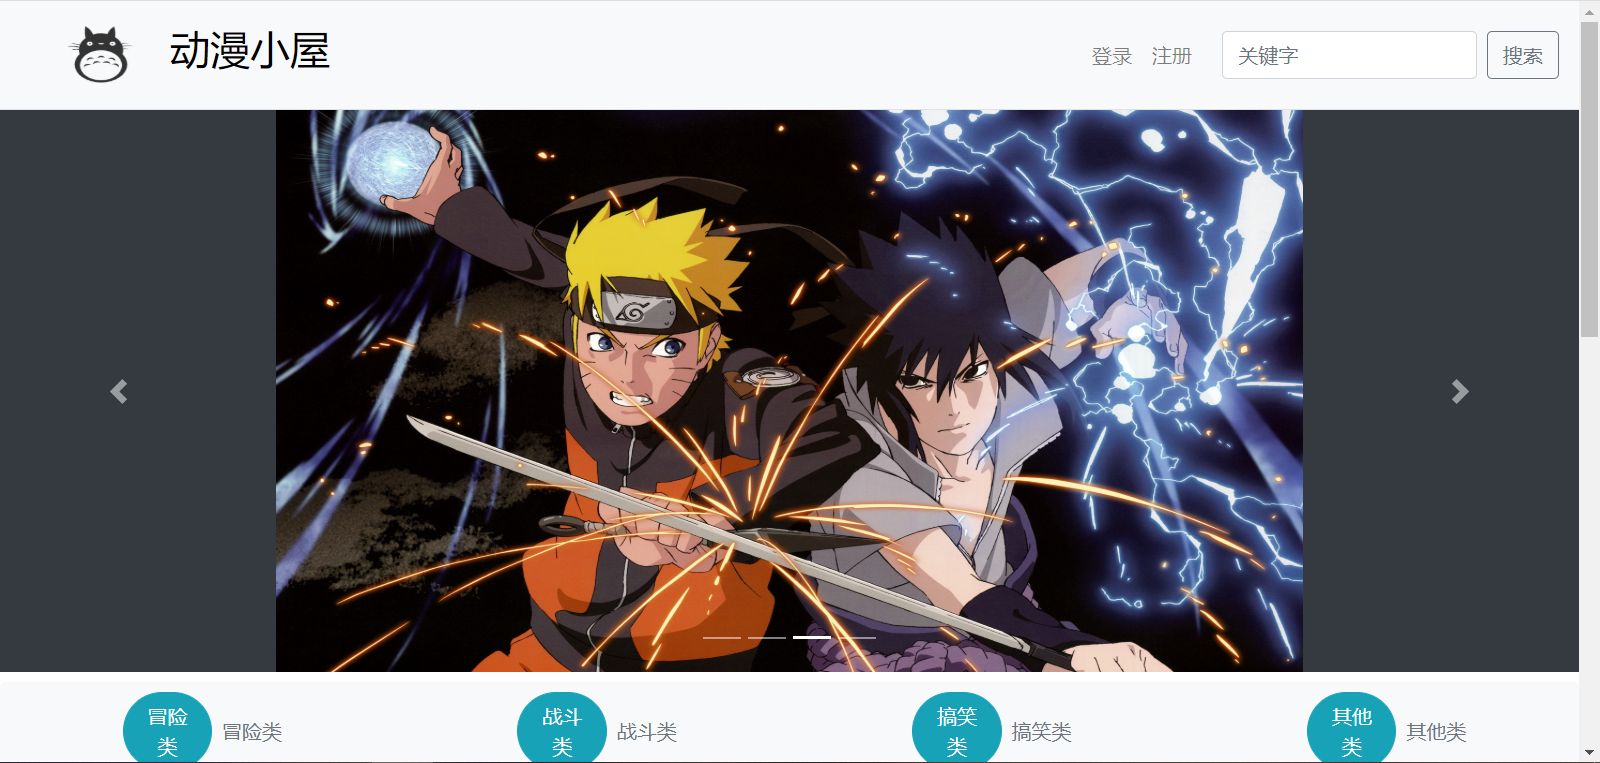 动漫小屋
登录 注册 关键字 搜索
冒险类 冒险类
战斗类 战斗类
搞笑类 搞笑类
其他类 其他类